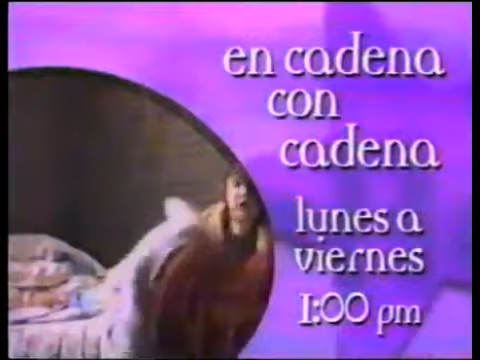 en cadena
con
cadena
lunes a
viernes
1:00 pm